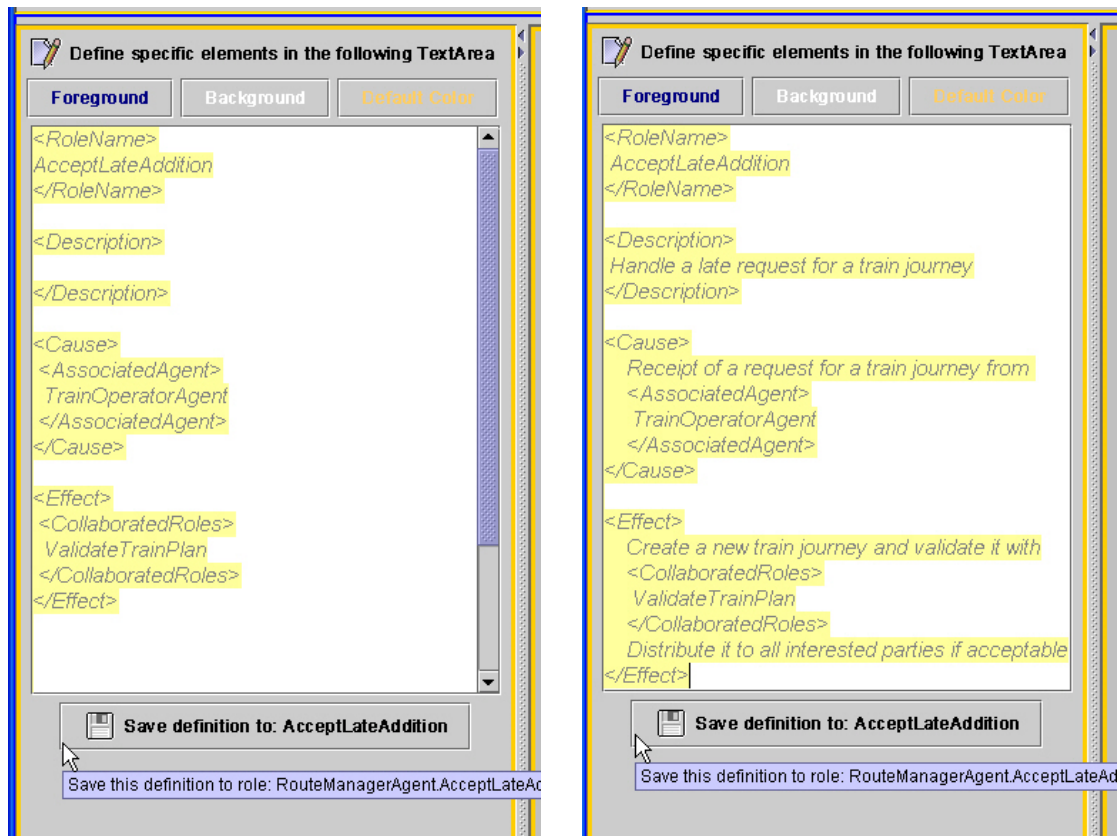 Define specific elements in the following TextArea
Foreground Background Default Color
<RoleName>
AcceptLateAddition
</RoleName>
<Description>
</Description>
<Cause>
<AssociatedAgent>
TrainOperatorAgent
</AssociatedAgent>
</Cause>
<Effect>
<CollaboratedRoles>
ValidateTrainPlan
</CollaboratedRoles>
</Effect>
Save definition to: AcceptLateAddition
Save this definition to role: RouteManagerAgent.AcceptLateAd
Define specific elements in the following TextArea
Foreground Background Default Color
<RoleName>
AcceptLateAddition
</RoleName>
<Description>
Handle a late request for a train journey
</Description>
<Cause>
Receipt of a request for a train journey from
<AssociatedAgent>
TrainOperatorAgent
</AssociatedAgent>
</Cause>
<Effect>
Create a new train journey and validate it with
<CollaboratedRoles>
ValidateTrainPlan
</CollaboratedRoles>
Distribute it to all interested parties if acceptable
</Effect>
Save definition to: AcceptLateAddition
Save this definition to role: RouteManagerAgent.AcceptLateAd